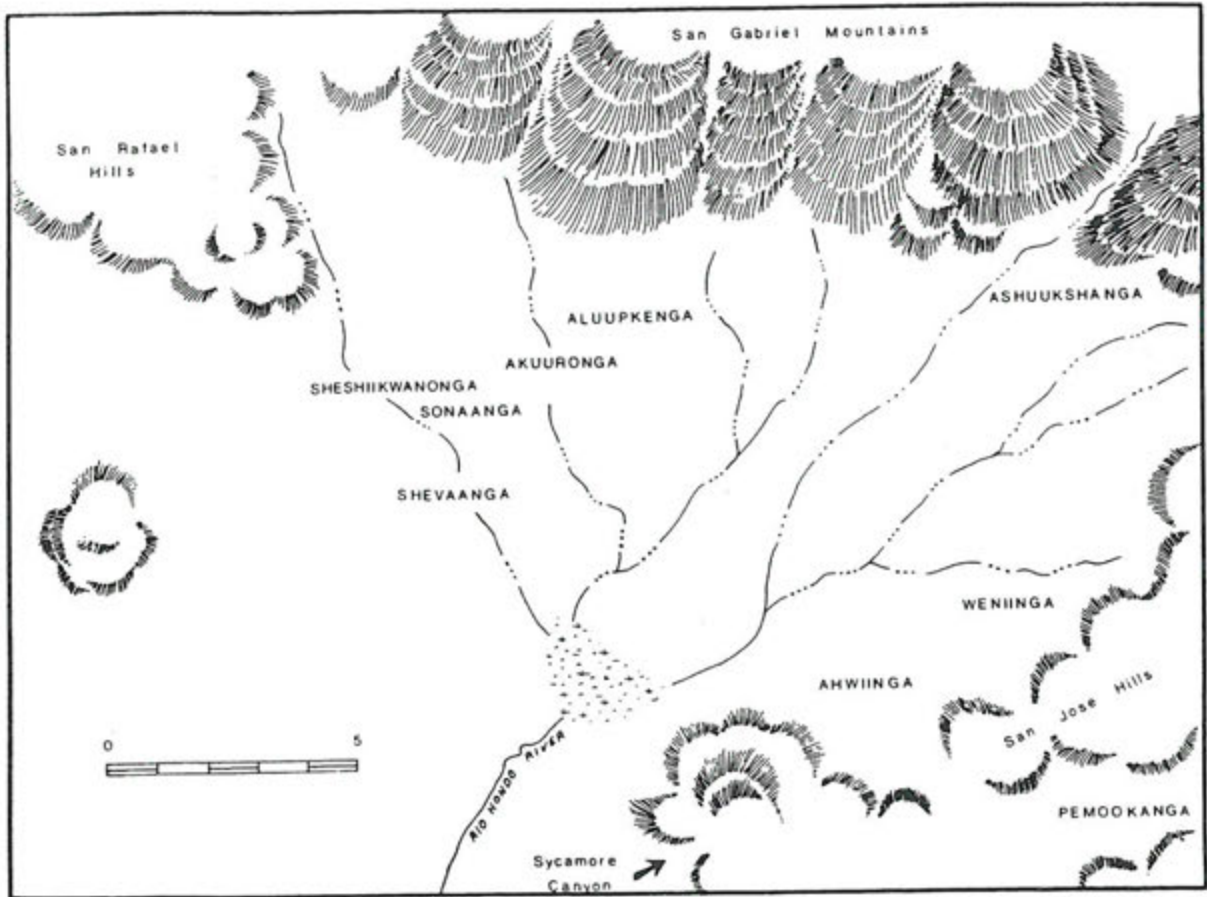 San Gabriel Mountains
San Rafael
Hills
ASHUUKSHANGA
ALUUPKENGA
AKUURONGA
SHESHIIKWANONGA
SONAANGA
SHEVAANGA
WENIINGA
AHWIINGA
San Jose Hills
0 5
RIO HONDO RIVER
PEMOOKANGA
Sycamore
Canyon